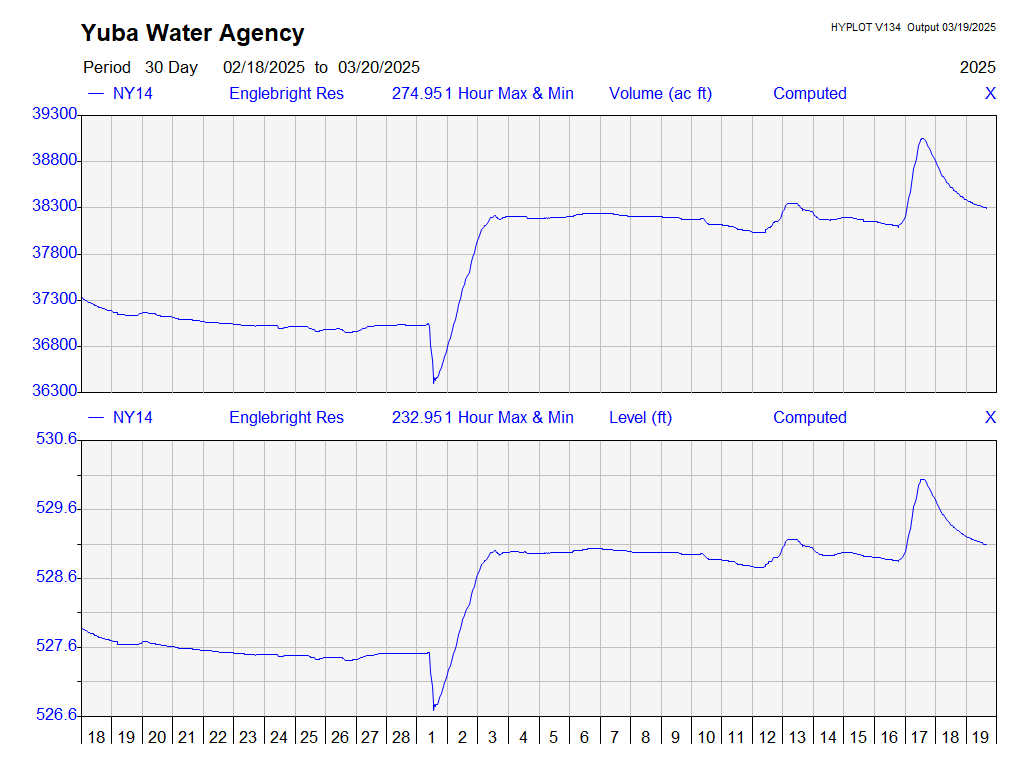 Yuba Water Agency
HYPLOT V134 Output 03/19/2025
Period 30 Day 02/18/2025 to 03/20/2025
2025
NY14 Englebright Res 274.951 Hour Max & Min Volume (ac ft) Computed X
39300
38800
38300
37800
37300
36800
36300
NY14 Englebright Res 232.951 Hour Max & Min Level (ft) Computed X
530.6
529.6
528.6
527.6
526.6
18 19 20 21 22 23 24 25 26 27 28 1 2 3 4 5 6 7 8 9 10 11 12 13 14 15 16 17 18 19